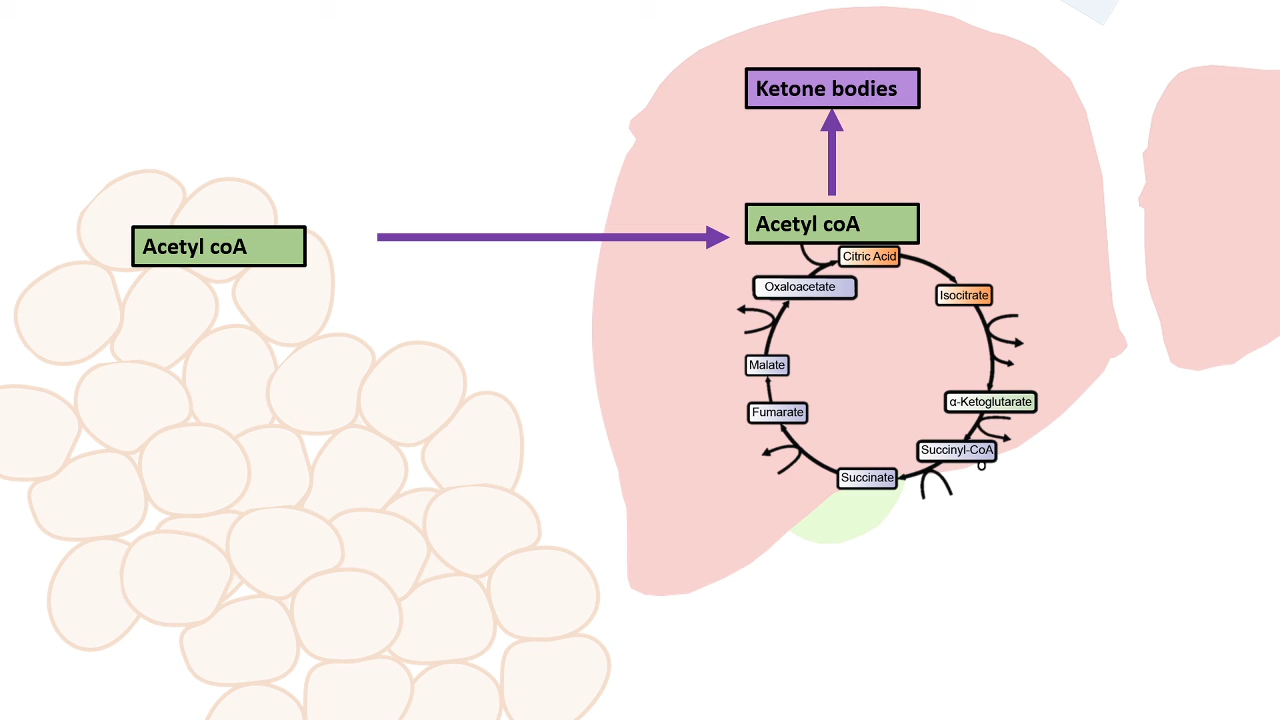 Ketone bodies
Acetyl coA
Acetyl coA
Citric Acid
Oxaloacetate
Isocitrate
Malate
α-Ketoglutarate
Fumarate
Succinyl-CoA
Succinate